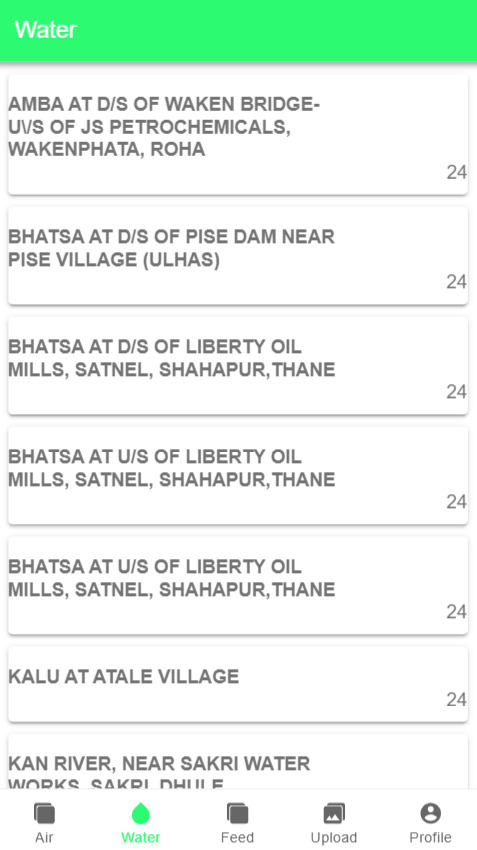 Water
AMBA AT D/S OF WAKEN BRIDGE-
U\/S OF JS PETROCHEMICALS,
WAKENPHATA, ROHA
24
BHATSA AT D/S OF PISE DAM NEAR
PISE VILLAGE (ULHAS)
24
BHATSA AT D/S OF LIBERTY OIL
MILLS, SATNEL, SHAHAPUR,THANE
24
BHATSA AT U/S OF LIBERTY OIL
MILLS, SATNEL, SHAHAPUR,THANE
24
BHATSA AT U/S OF LIBERTY OIL
MILLS, SATNEL, SHAHAPUR,THANE
24
KALU AT ATALE VILLAGE
24
KAN RIVER, NEAR SAKRI WATER
WORKS, SAKRI, DHULE
Air
Water
Feed
Upload
Profile